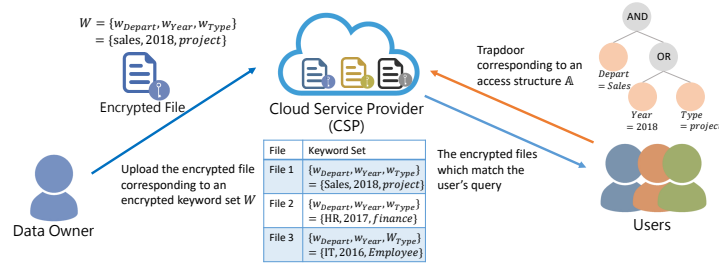 W = {w_Depart, w_Year, w_Type}
= {sales, 2018, project}
Encrypted File
Data Owner
Upload the encrypted file
corresponding to an
encrypted keyword set W
Cloud Service Provider
(CSP)
File Keyword Set
File 1 {w_Depart, w_Year, w_Type}
= {Sales, 2018, project}
File 2 {w_Depart, w_Year, w_Type}
= {HR, 2017, finance}
File 3 {w_Depart, w_Year, W_Type}
= {IT, 2016, Employee}
Trapdoor
corresponding to an
access structure 𝔸
The encrypted files
which match the
user's query
AND
Depart
= Sales
OR
Year
= 2018
Type
= project
Users